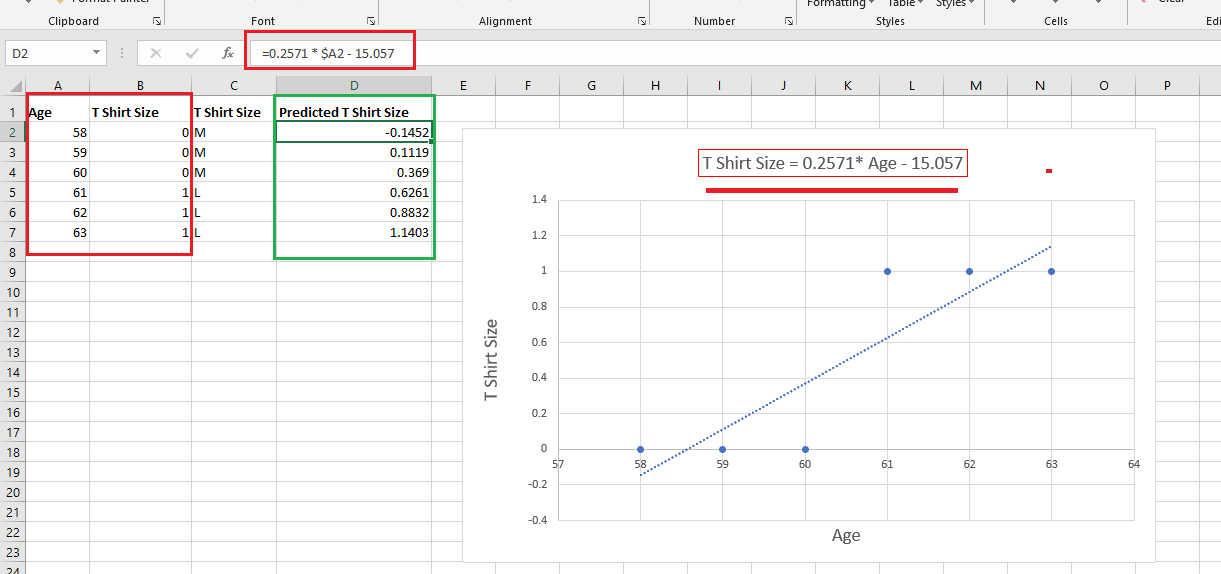 Format Painter
Formatting Table Styles Clear
Clipboard Font Alignment Number Styles Cells
D2 fx =0.2571 * $A2 - 15.057
A B C D E F G H I J K L M N O P
1 Age T Shirt Size T Shirt Size Predicted T Shirt Size
2 58 0 M -0.1452
3 59 0 M 0.1119
4 60 0 M 0.369
5 61 1 L 0.6261
6 62 1 L 0.8832
7 63 1 L 1.1403
8
9
10
11
12
13
14
15
16
17
18
19
20
21
22
23
24
T Shirt Size = 0.2571* Age - 15.057
1.4
1.2
1
0.8
0.6
0.4
0.2
0
-0.2
-0.4
57 58 59 60 61 62 63 64
T Shirt Size
Age